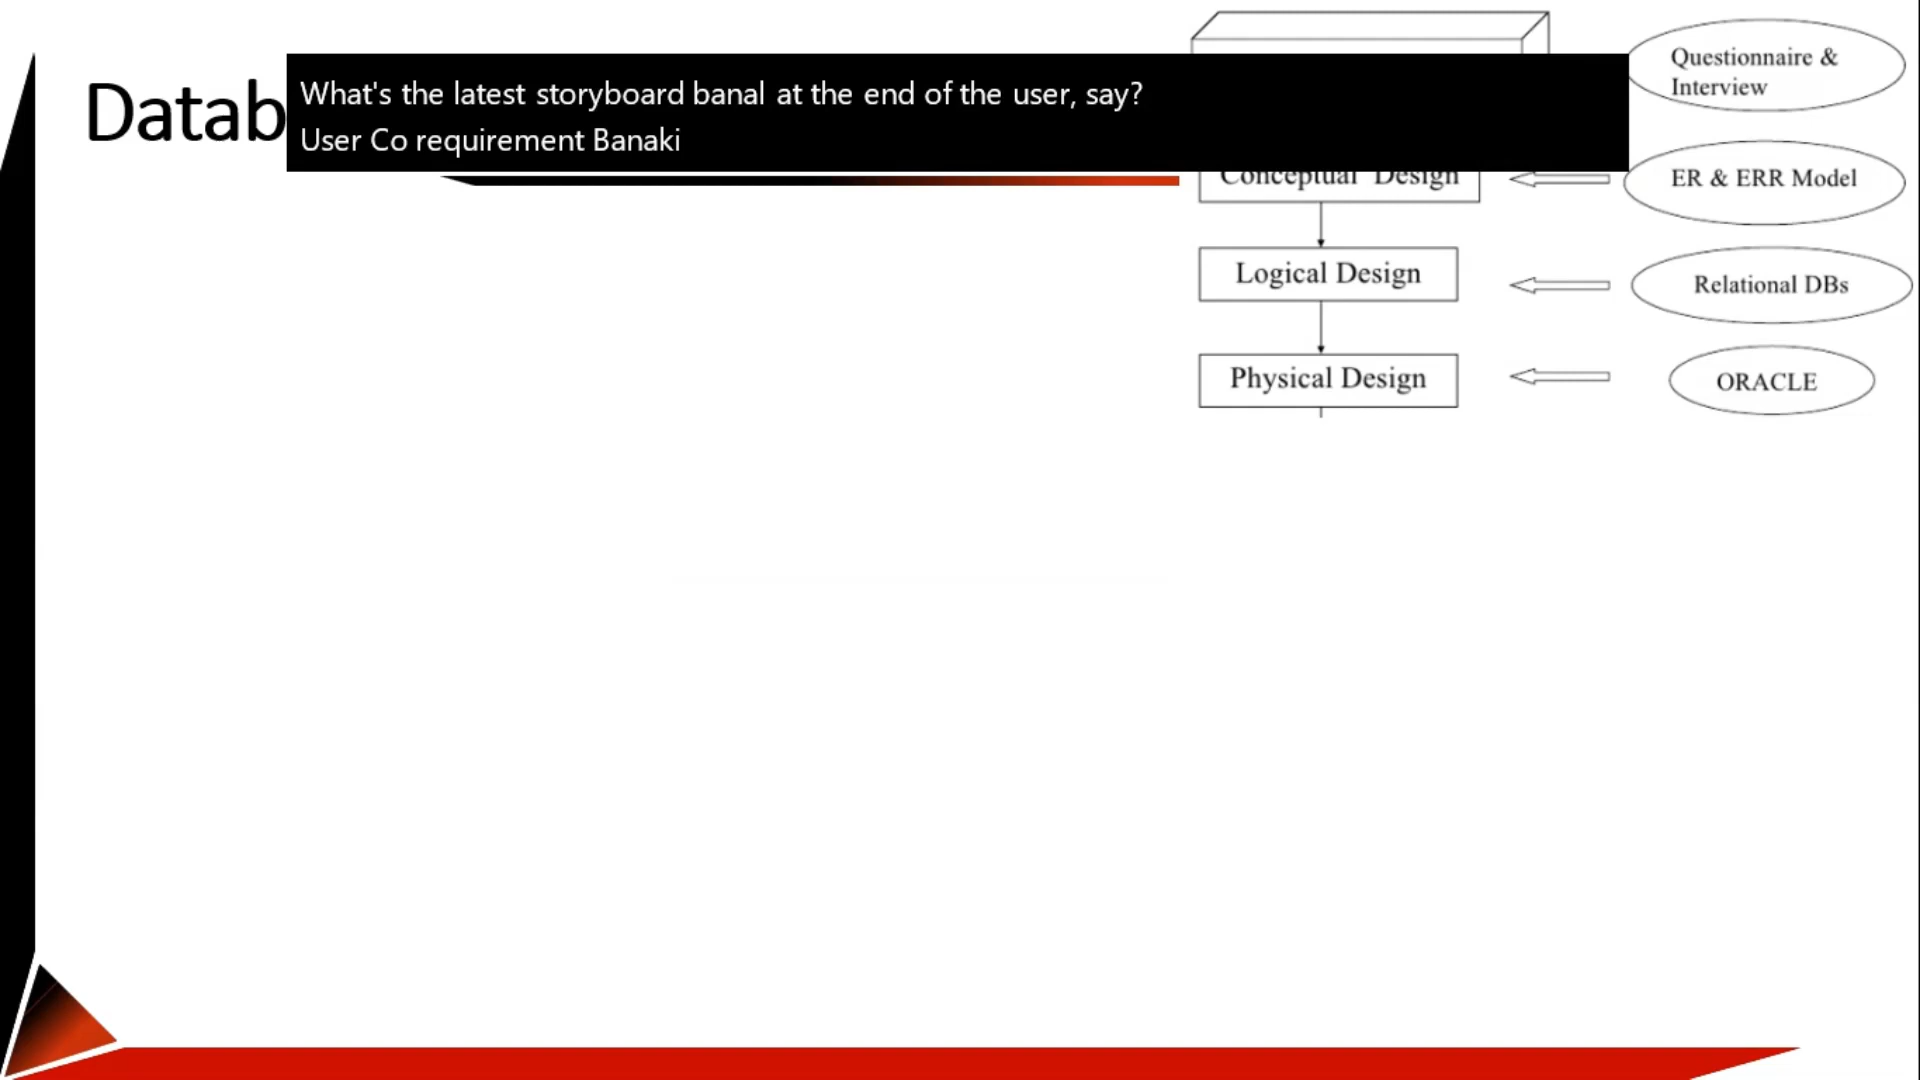 Datab
What's the latest storyboard banal at the end of the user, say?
User Co requirement Banaki
Questionnaire &
Interview
Conceptual Design
ER & ERR Model
Logical Design
Relational DBs
Physical Design
ORACLE